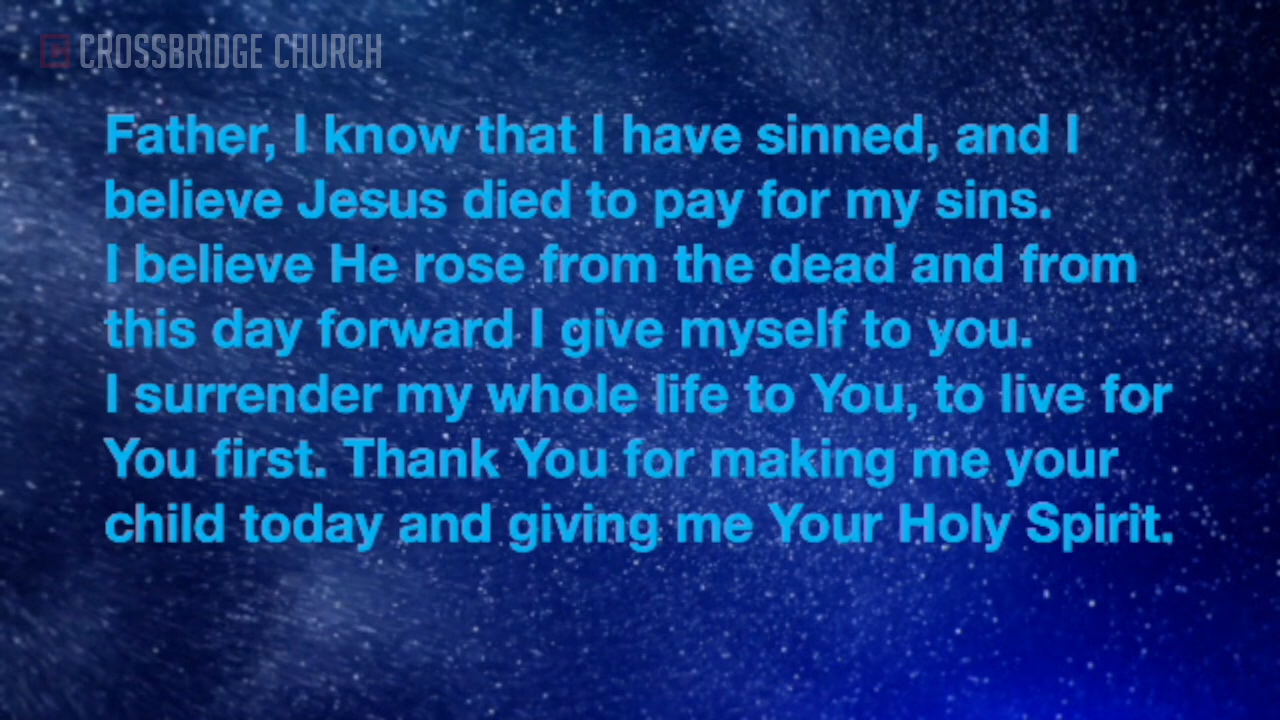 CROSSBRIDGE CHURCH
Father, I know that I have sinned, and I
believe Jesus died to pay for my sins.
I believe He rose from the dead and from
this day forward I give myself to you.
I surrender my whole life to You, to live for
You first. Thank You for making me your
child today and giving me Your Holy Spirit.